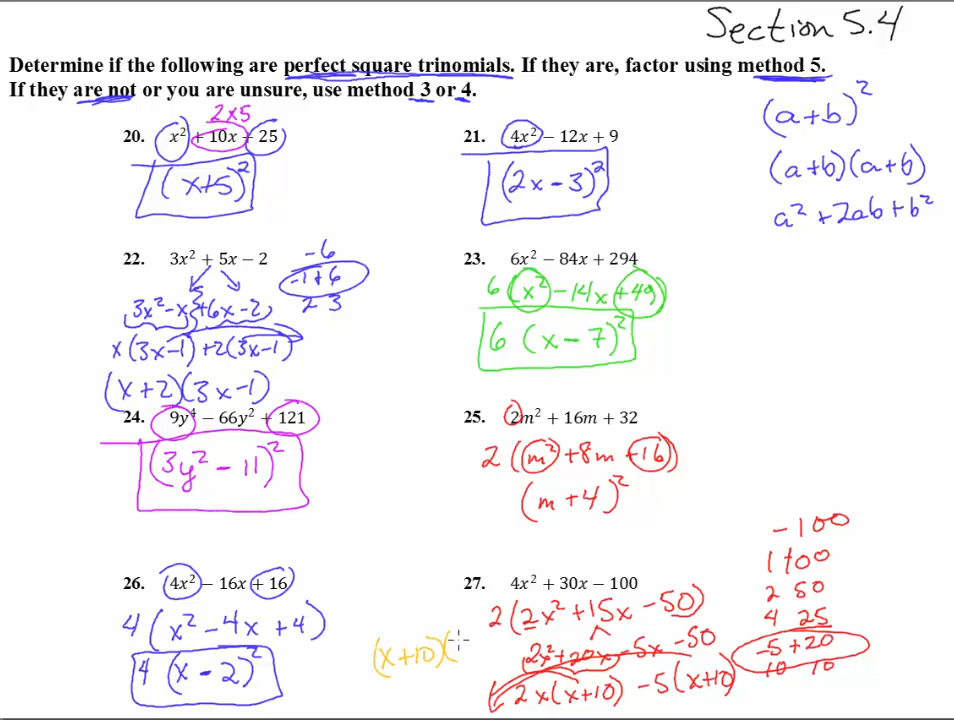 Section 5.4
Determine if the following are perfect square trinomials. If they are, factor using method 5.
If they are not or you are unsure, use method 3 or 4.
(a+b)²
(a+b)(a+b)
a² + 2ab + b²
2x5
20. x² + 10x + 25
(x+5)²
21. 4x² − 12x + 9
(2x − 3)²
22. 3x² + 5x − 2
-6
-1 + 6
2 3
3x² − x + 6x − 2
x(3x−1) + 2(3x−1)
(x+2)(3x−1)
23. 6x² − 84x + 294
6(x² − 14x + 49)
6(x − 7)²
24. 9y⁴ − 66y² + 121
(3y² − 11)²
25. 2m² + 16m + 32
2(m² + 8m + 16)
(m + 4)²
26. 4x² − 16x + 16
4(x² − 4x + 4)
4(x − 2)²
27. 4x² + 30x − 100
2(2x² + 15x − 50)
2x² + 20x − 5x − 50
2x(x+10) − 5(x+10)
(x+10)(
-100
1 100
2 50
4 25
-5 + 20
10 10